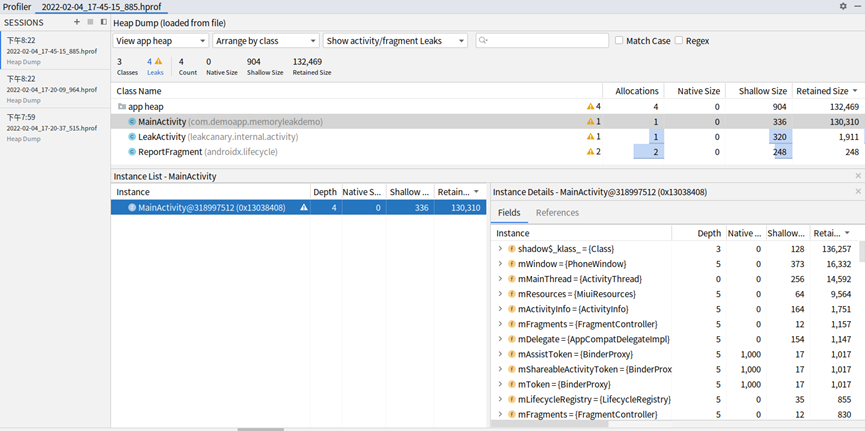 Profiler 2022-02-04_17-45-15_885.hprof
SESSIONS
Heap Dump (loaded from file)
下午8:22
2022-02-04_17-45-15_885.hprof
Heap Dump
下午8:22
2022-02-04_17-20-09_964.hprof
Heap Dump
下午7:59
2022-02-04_17-20-37_515.hprof
Heap Dump
View app heap Arrange by class Show activity/fragment Leaks Match Case Regex
3 4 4 0 904 132,469
Classes Leaks Count Native Size Shallow Size Retained Size
Class Name Allocations Native Size Shallow Size Retained Size
app heap 4 4 0 904 132,469
MainActivity (com.demoapp.memoryleakdemo) 1 1 0 336 130,310
LeakActivity (leakcanary.internal.activity) 1 1 0 320 1,911
ReportFragment (androidx.lifecycle) 2 2 0 248 248
Instance List - MainActivity
Instance Depth Native S... Shallow ... Retain...
MainActivity@318997512 (0x13038408) 4 0 336 130,310
Instance Details - MainActivity@318997512 (0x13038408)
Fields References
Instance Depth Native ... Shallow... Retai...
shadow$_klass_ = {Class} 3 0 128 136,257
mWindow = {PhoneWindow} 5 0 373 16,332
mMainThread = {ActivityThread} 0 0 256 14,592
mResources = {MiuiResources} 5 0 64 9,564
mActivityInfo = {ActivityInfo} 5 0 164 1,751
mFragments = {FragmentController} 5 0 12 1,157
mDelegate = {AppCompatDelegateImpl} 5 0 154 1,147
mAssistToken = {BinderProxy} 5 1,000 17 1,017
mShareableActivityToken = {BinderProx 5 1,000 17 1,017
mToken = {BinderProxy} 5 1,000 17 1,017
mLifecycleRegistry = {LifecycleRegistry} 5 0 35 855
mFragments = {FragmentController} 5 0 12 830